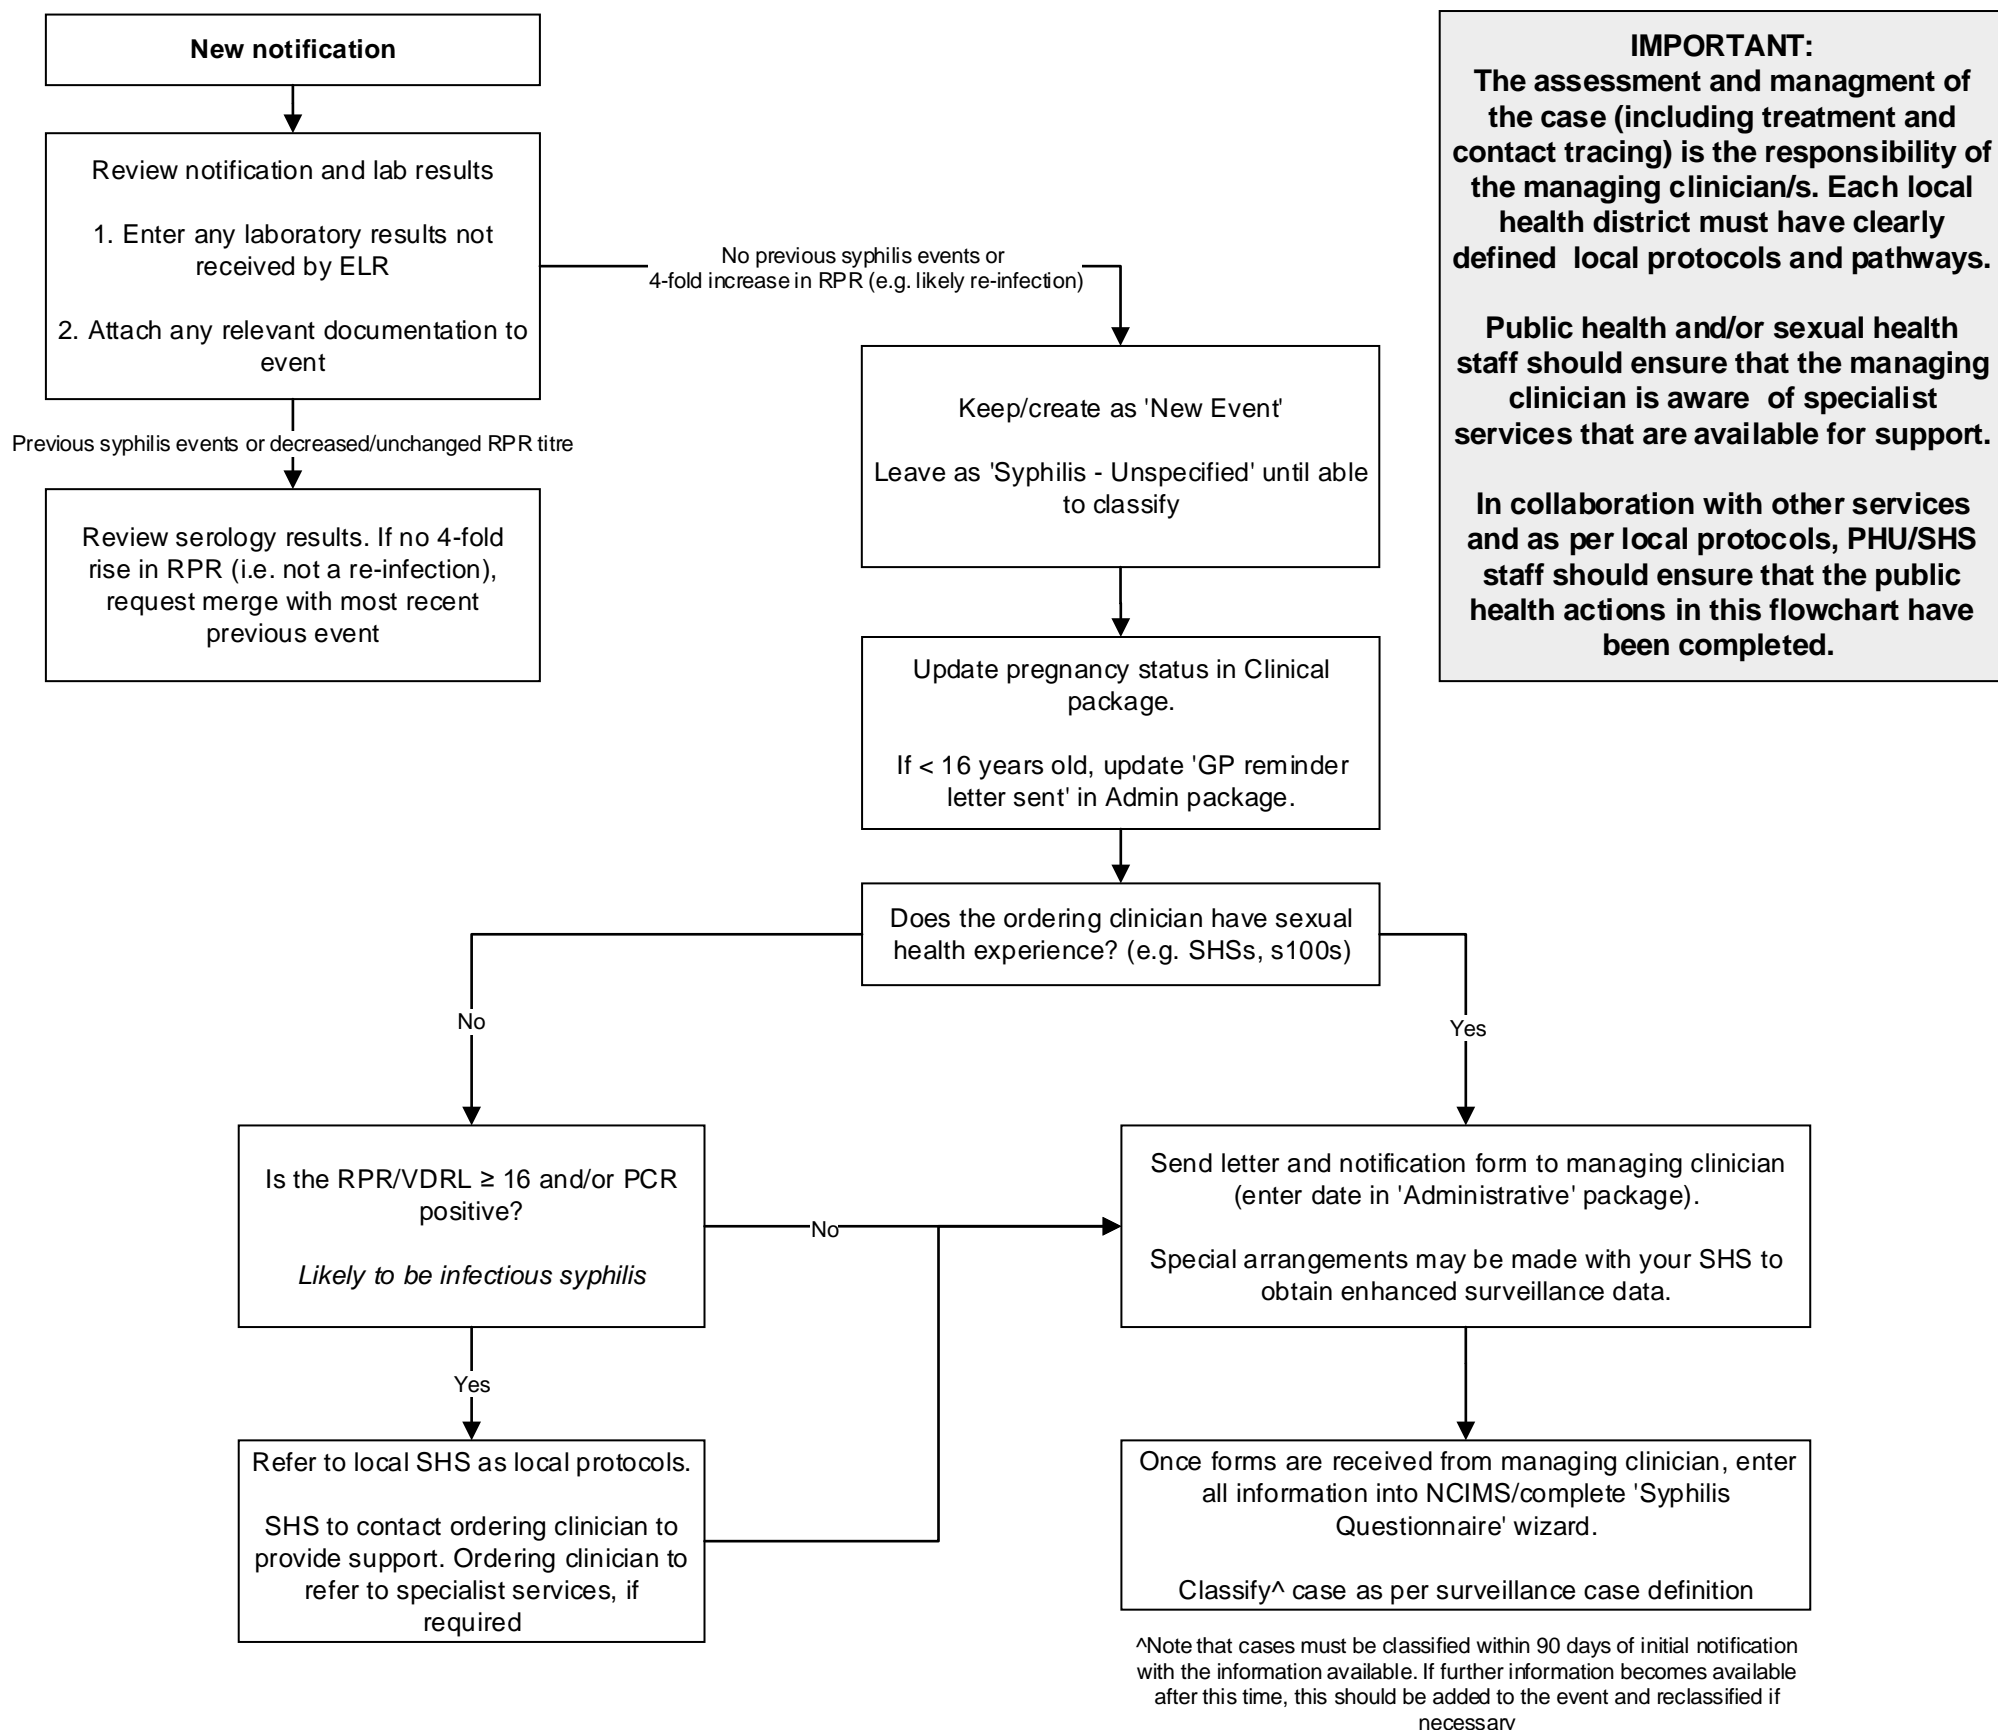 New notification
Review notification and lab results
1. Enter any laboratory results not
received by ELR
2. Attach any relevant documentation to
event
No previous syphilis events or
4-fold increase in RPR (e.g. likely re-infection)
Previous syphilis events or decreased/unchanged RPR titre
Review serology results. If no 4-fold
rise in RPR (i.e. not a re-infection),
request merge with most recent
previous event
Keep/create as 'New Event'
Leave as 'Syphilis - Unspecified' until able
to classify
IMPORTANT:
The assessment and managment of
the case (including treatment and
contact tracing) is the responsibility of
the managing clinician/s. Each local
health district must have clearly
defined  local protocols and pathways.
Public health and/or sexual health
staff should ensure that the managing
clinician is aware  of specialist
services that are available for support.
In collaboration with other services
and as per local protocols, PHU/SHS
staff should ensure that the public
health actions in this flowchart have
been completed.
Update pregnancy status in Clinical
package.
If < 16 years old, update 'GP reminder
letter sent' in Admin package.
Does the ordering clinician have sexual
health experience? (e.g. SHSs, s100s)
No
Yes
Is the RPR/VDRL ≥ 16 and/or PCR
positive?
Likely to be infectious syphilis
No
Send letter and notification form to managing clinician
(enter date in 'Administrative' package).
Special arrangements may be made with your SHS to
obtain enhanced surveillance data.
Yes
Refer to local SHS as local protocols.
SHS to contact ordering clinician to
provide support. Ordering clinician to
refer to specialist services, if
required
Once forms are received from managing clinician, enter
all information into NCIMS/complete 'Syphilis
Questionnaire' wizard.
Classify^ case as per surveillance case definition
^Note that cases must be classified within 90 days of initial notification
with the information available. If further information becomes available
after this time, this should be added to the event and reclassified if
necessary